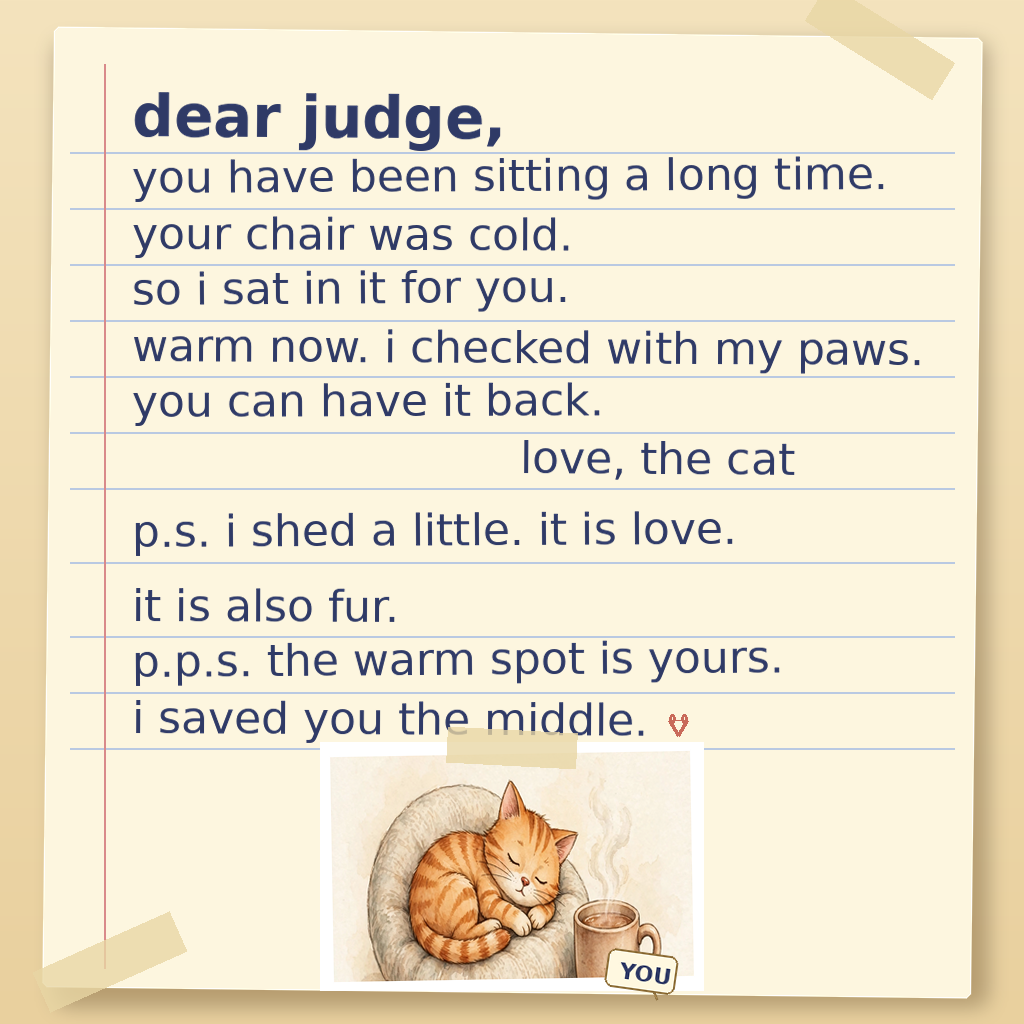 dear judge,
you have been sitting a long time.
your chair was cold.
so i sat in it for you.
warm now. i checked with my paws.
you can have it back.
love, the cat
p.s. i shed a little. it is love.
it is also fur.
p.p.s. the warm spot is yours.
i saved you the middle.
YOU